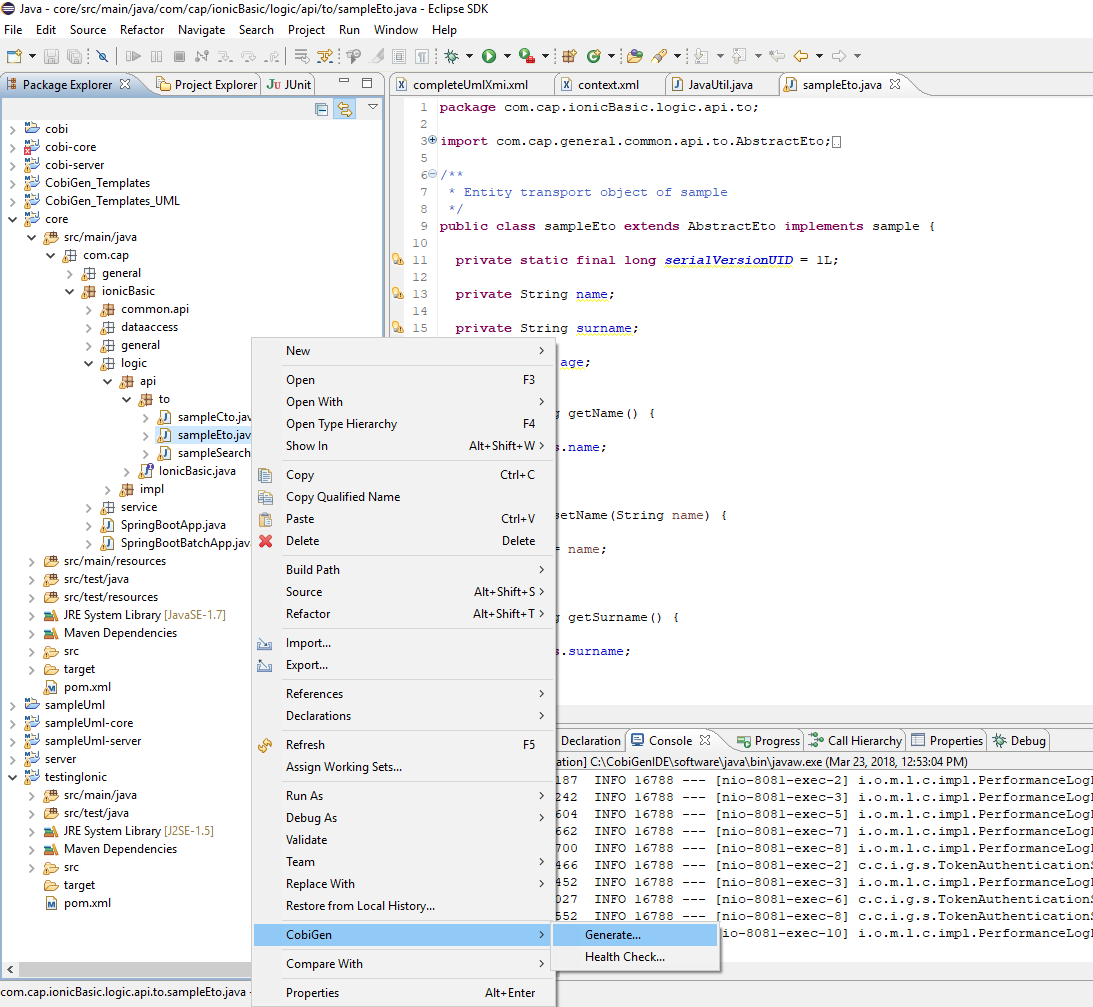 Java - core/src/main/java/com/cap/ionicBasic/logic/api/to/sampleEto.java - Eclipse SDK
File Edit Source Refactor Navigate Search Project Run Window Help
Package Explorer Project Explorer JUnit
cobi
cobi-core
cobi-server
CobiGen_Templates
CobiGen_Templates_UML
core
src/main/java
com.cap
general
ionicBasic
common.api
dataaccess
general
logic
api
to
sampleCto.jav
sampleEto.jav
sampleSearch
IonicBasic.java
impl
service
SpringBootApp.java
SpringBootBatchApp.java
src/main/resources
src/test/java
src/test/resources
JRE System Library [JavaSE-1.7]
Maven Dependencies
src
target
pom.xml
sampleUml
sampleUml-core
sampleUml-server
server
testingIonic
src/main/java
src/test/java
JRE System Library [J2SE-1.5]
Maven Dependencies
src
target
pom.xml
completeUmlXmi.xml context.xml JavaUtil.java sampleEto.java
1 package com.cap.ionicBasic.logic.api.to;
2
3 import com.cap.general.common.api.to.AbstractEto;
5
6 /**
7 * Entity transport object of sample
8 */
9 public class sampleEto extends AbstractEto implements sample {
10
11 private static final long serialVersionUID = 1L;
12
13 private String name;
14
15 private String surname;
age;
g getName() {
s.name;
setName(String name) {
= name;
g getSurname() {
s.surname;
New
Open F3
Open With
Open Type Hierarchy F4
Show In Alt+Shift+W
Copy Ctrl+C
Copy Qualified Name
Paste Ctrl+V
Delete Delete
Build Path
Source Alt+Shift+S
Refactor Alt+Shift+T
Import...
Export...
References
Declarations
Refresh F5
Assign Working Sets...
Run As
Debug As
Validate
Team
Replace With
Restore from Local History...
CobiGen
Compare With
Properties Alt+Enter
Generate...
Health Check...
Declaration Console Progress Call Hierarchy Properties Debug
ation] C:\CobiGenIDE\software\java\bin\javaw.exe (Mar 23, 2018, 12:53:04 PM)
187 INFO 16788 --- [nio-8081-exec-2] i.o.m.l.c.impl.PerformanceLogl
242 INFO 16788 --- [nio-8081-exec-3] i.o.m.l.c.impl.PerformanceLogl
604 INFO 16788 --- [nio-8081-exec-5] i.o.m.l.c.impl.PerformanceLogl
662 INFO 16788 --- [nio-8081-exec-7] i.o.m.l.c.impl.PerformanceLogl
700 INFO 16788 --- [nio-8081-exec-8] i.o.m.l.c.impl.PerformanceLogl
466 INFO 16788 --- [nio-8081-exec-2] c.c.i.g.s.TokenAuthenticationS
452 INFO 16788 --- [nio-8081-exec-3] i.o.m.l.c.impl.PerformanceLogl
027 INFO 16788 --- [nio-8081-exec-6] c.c.i.g.s.TokenAuthenticationS
552 INFO 16788 --- [nio-8081-exec-8] c.c.i.g.s.TokenAuthenticationS
nio-8081-exec-10] i.o.m.l.c.impl.PerformanceLogl
com.cap.ionicBasic.logic.api.to.sampleEto.java -